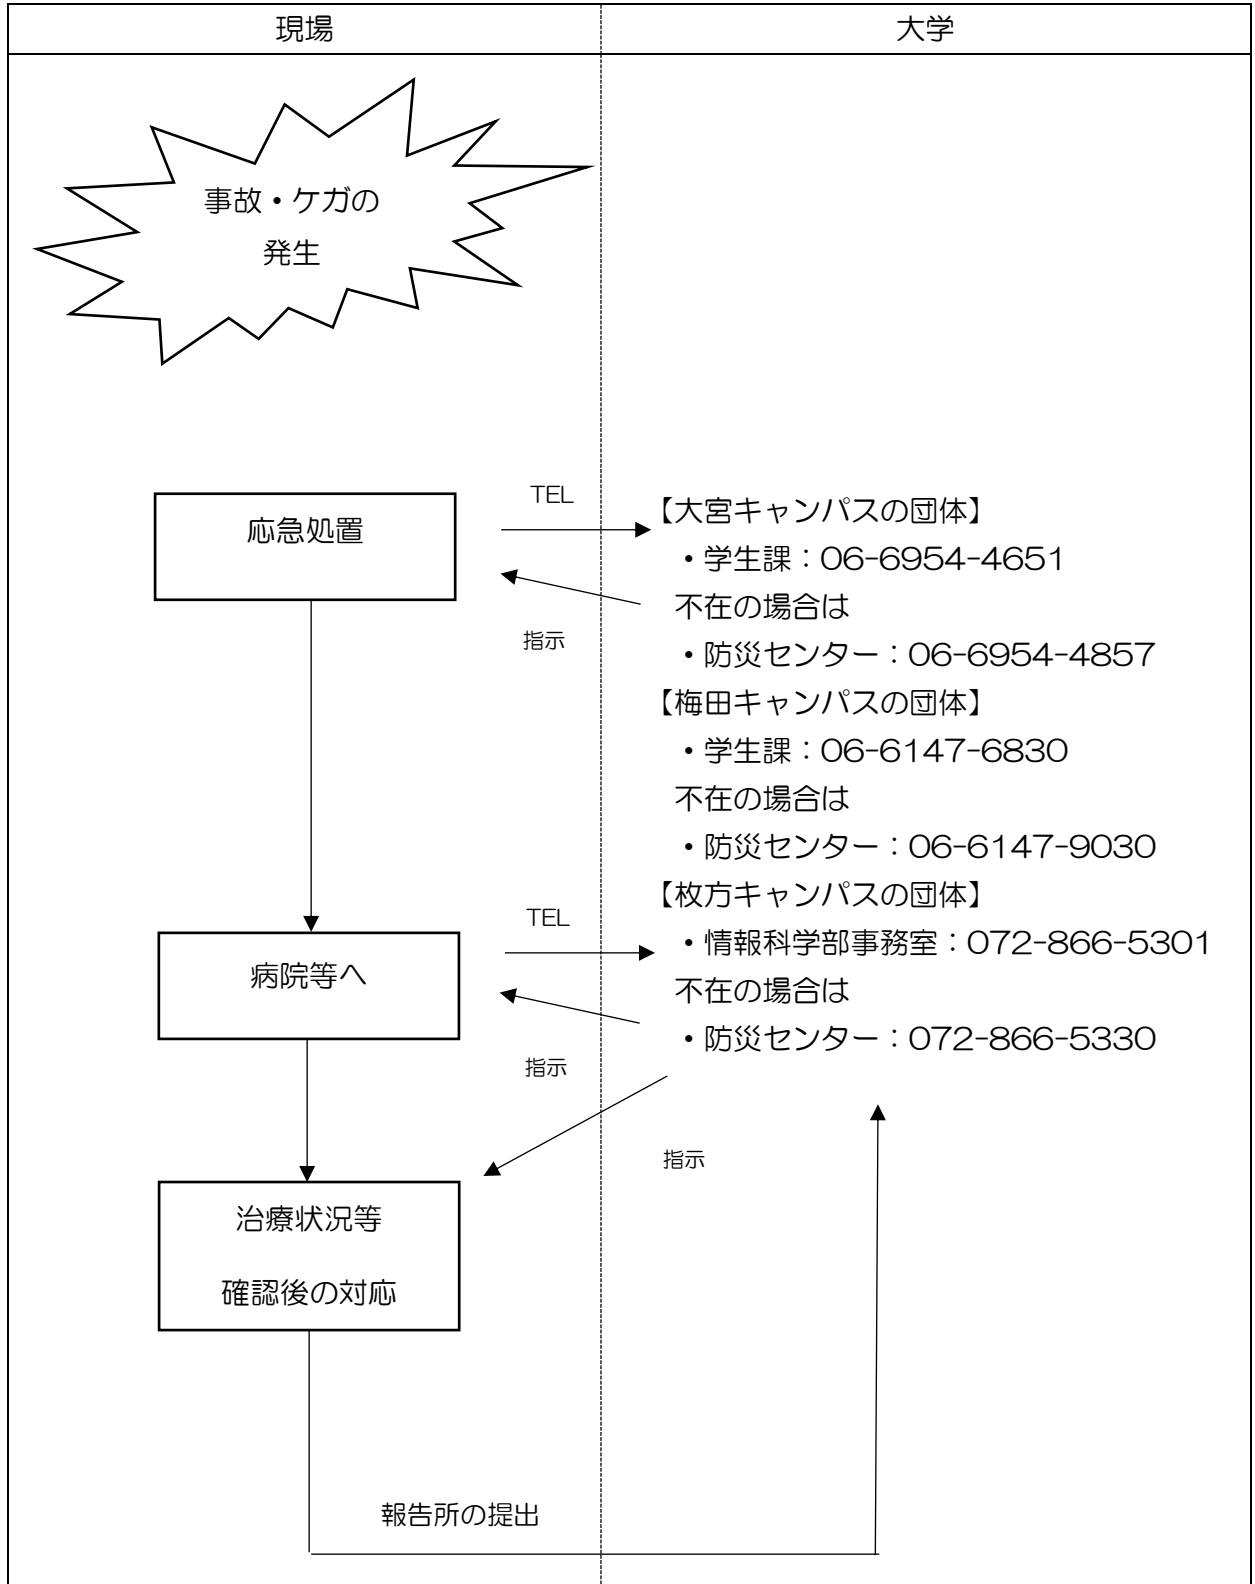 現場
大学
事故・ケガの
発生
応急処置
TEL
指示
【大宮キャンパスの団体】
・学生課：06-6954-4651
不在の場合は
・防災センター：06-6954-4857
【梅田キャンパスの団体】
・学生課：06-6147-6830
不在の場合は
・防災センター：06-6147-9030
【枚方キャンパスの団体】
・情報科学部事務室：072-866-5301
不在の場合は
・防災センター：072-866-5330
TEL
病院等へ
指示
指示
治療状況等
確認後の対応
報告所の提出